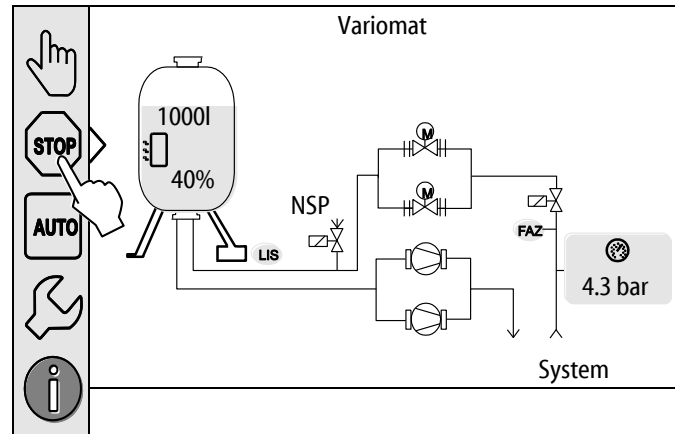 Variomat
STOP
AUTO
1000l
40%
LIS
NSP
M
M
FAZ
4.3 bar
System
i